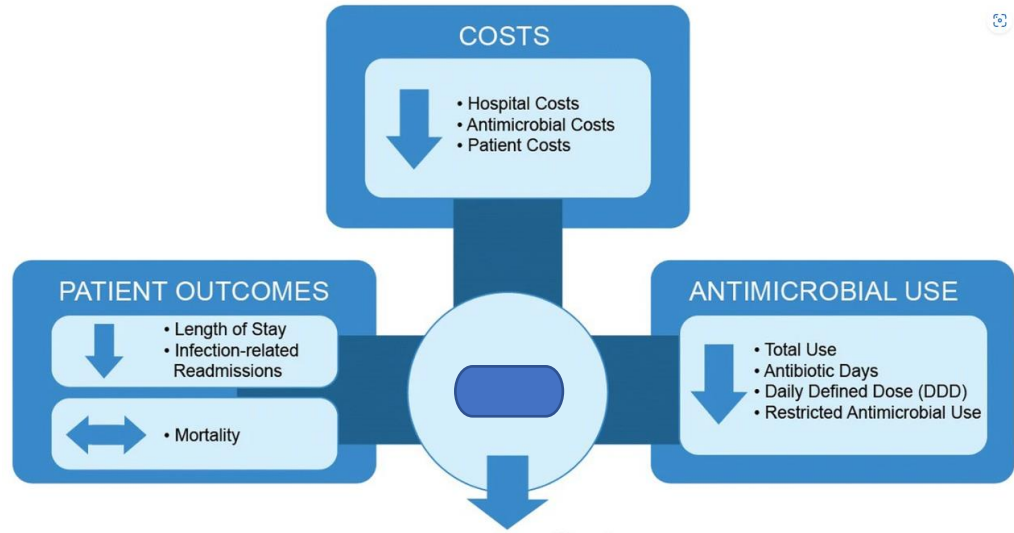 COSTS
• Hospital Costs
• Antimicrobial Costs
• Patient Costs
PATIENT OUTCOMES
• Length of Stay
• Infection-related
Readmissions
• Mortality
ANTIMICROBIAL USE
• Total Use
• Antibiotic Days
• Daily Defined Dose (DDD)
• Restricted Antimicrobial Use